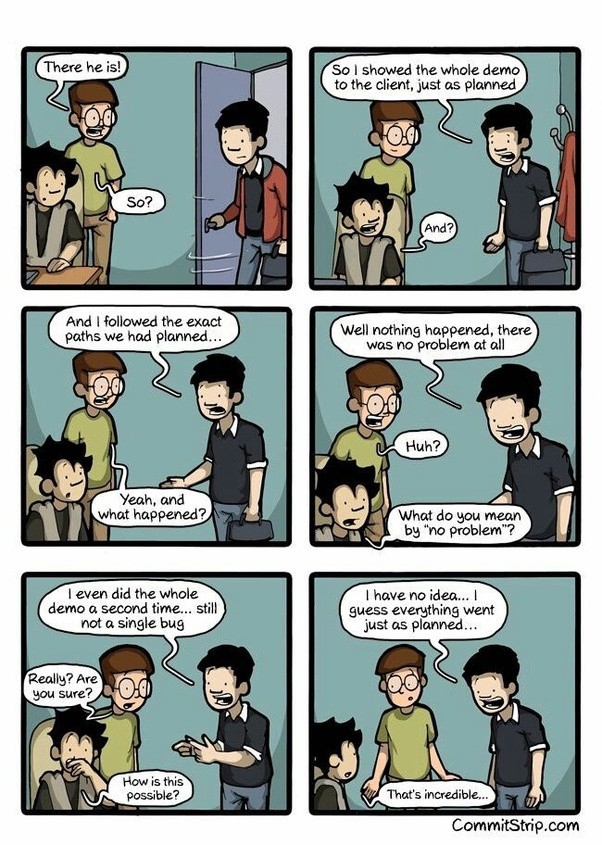 There he is!
So?
So I showed the whole demo
to the client, just as planned
And?
And I followed the exact
paths we had planned...
Yeah, and
what happened?
Well nothing happened, there
was no problem at all
Huh?
What do you mean
by "no problem"?
I even did the whole
demo a second time... still
not a single bug
Really? Are
you sure?
How is this
possible?
I have no idea... I
guess everything went
just as planned...
That's incredible...
CommitStrip.com